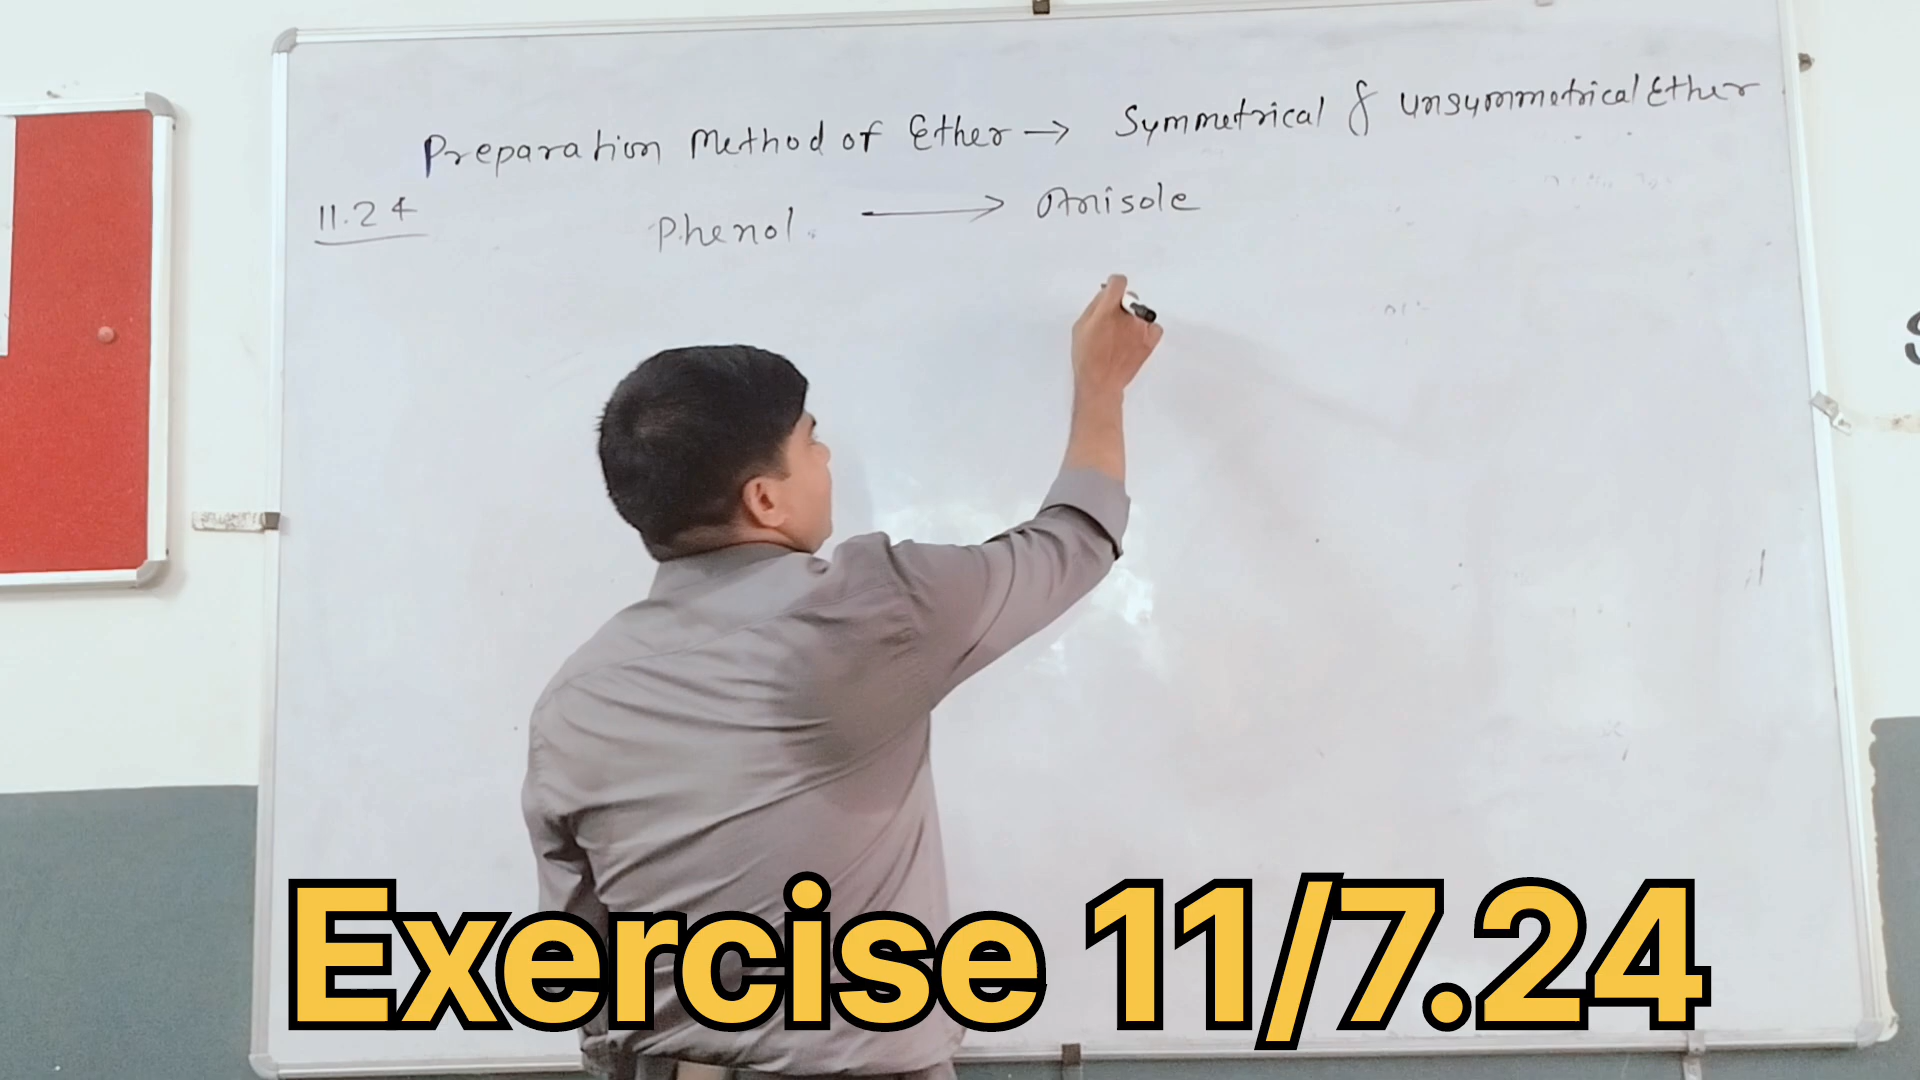 Preparation Method of Ether → Symmetrical & Unsymmetrical Ether
11.24 Phenol. → Anisole
S
Exercise 11/7.24